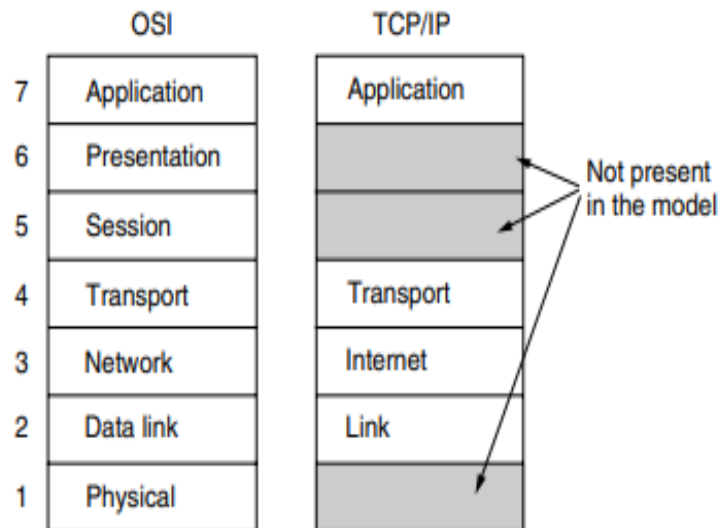 OSI TCP/IP
7 Application Application
6 Presentation
5 Session
Not present
in the model
4 Transport Transport
3 Network Internet
2 Data link Link
1 Physical